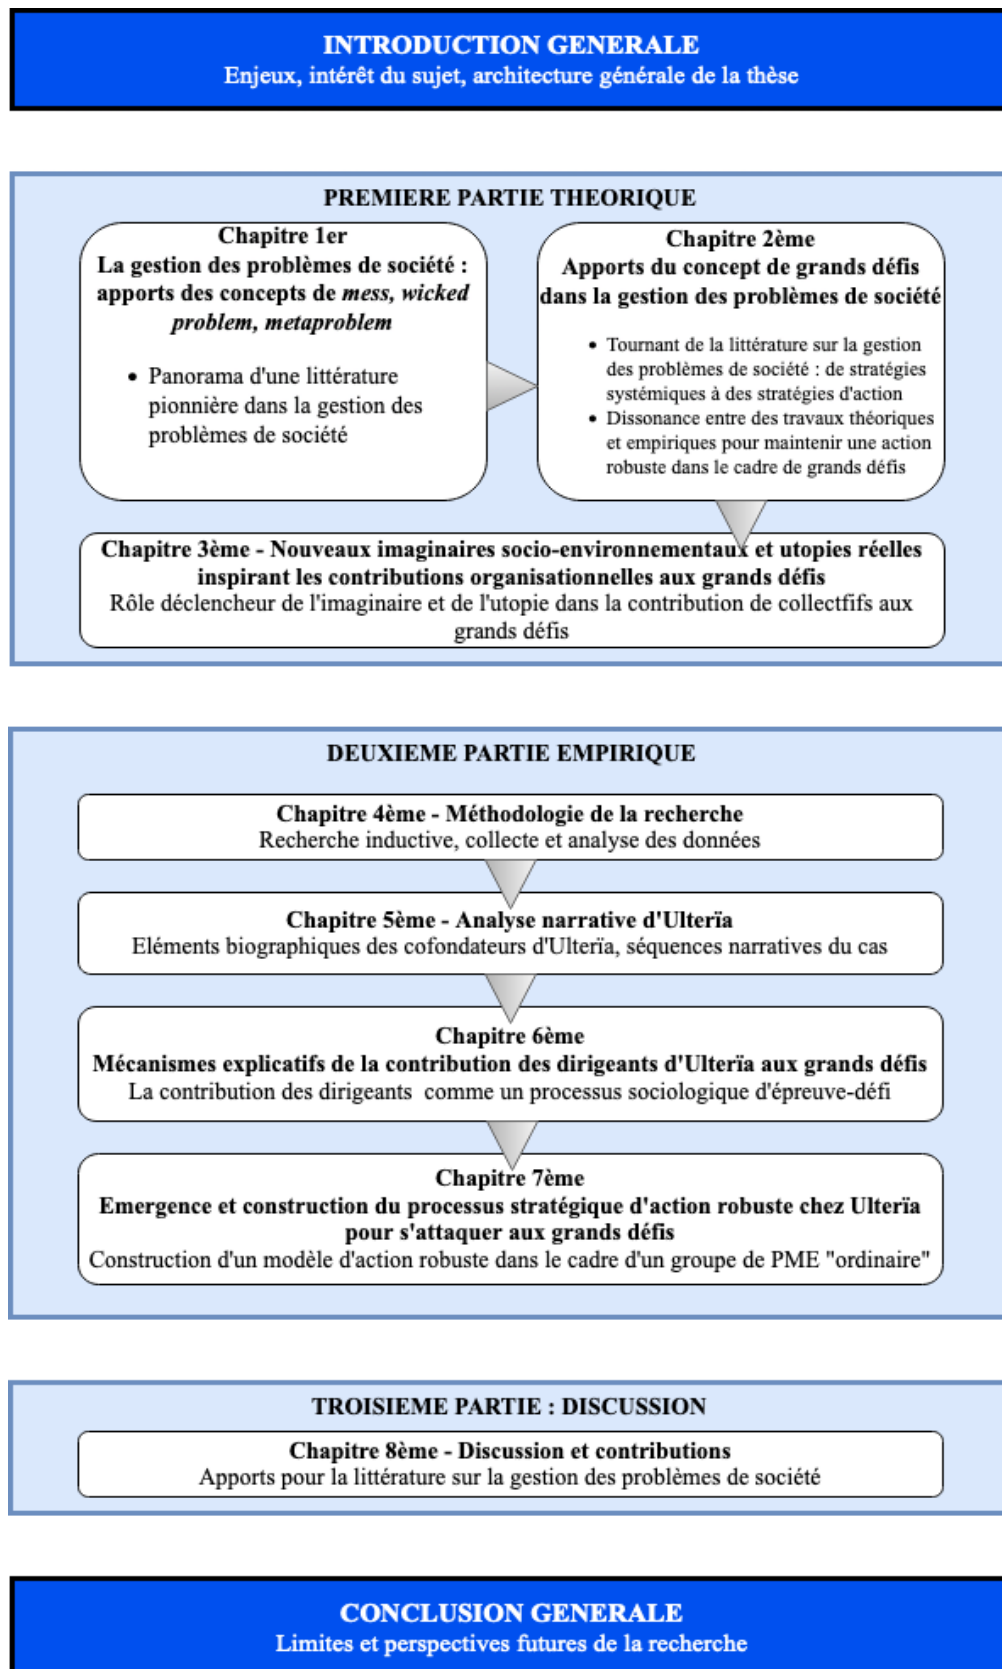 INTRODUCTION GENERALE
Enjeux, intérêt du sujet, architecture générale de la thèse
PREMIERE PARTIE THEORIQUE
Chapitre 1er
La gestion des problèmes de société :
apports des concepts de mess, wicked
problem, metaproblem
• Panorama d'une littérature
pionnière dans la gestion des
problèmes de société
Chapitre 2ème
Apports du concept de grands défis
dans la gestion des problèmes de société
• Tournant de la littérature sur la gestion
des problèmes de société : de stratégies
systémiques à des stratégies d'action
• Dissonance entre des travaux théoriques
et empiriques pour maintenir une action
robuste dans le cadre de grands défis
Chapitre 3ème - Nouveaux imaginaires socio-environnementaux et utopies réelles
inspirant les contributions organisationnelles aux grands défis
Rôle déclencheur de l'imaginaire et de l'utopie dans la contribution de collectfifs aux
grands défis
DEUXIEME PARTIE EMPIRIQUE
Chapitre 4ème - Méthodologie de la recherche
Recherche inductive, collecte et analyse des données
Chapitre 5ème - Analyse narrative d'Ulterïa
Eléments biographiques des cofondateurs d'Ulterïa, séquences narratives du cas
Chapitre 6ème
Mécanismes explicatifs de la contribution des dirigeants d'Ulterïa aux grands défis
La contribution des dirigeants comme un processus sociologique d'épreuve-défi
Chapitre 7ème
Emergence et construction du processus stratégique d'action robuste chez Ulterïa
pour s'attaquer aux grands défis
Construction d'un modèle d'action robuste dans le cadre d'un groupe de PME "ordinaire"
TROISIEME PARTIE : DISCUSSION
Chapitre 8ème - Discussion et contributions
Apports pour la littérature sur la gestion des problèmes de société
CONCLUSION GENERALE
Limites et perspectives futures de la recherche